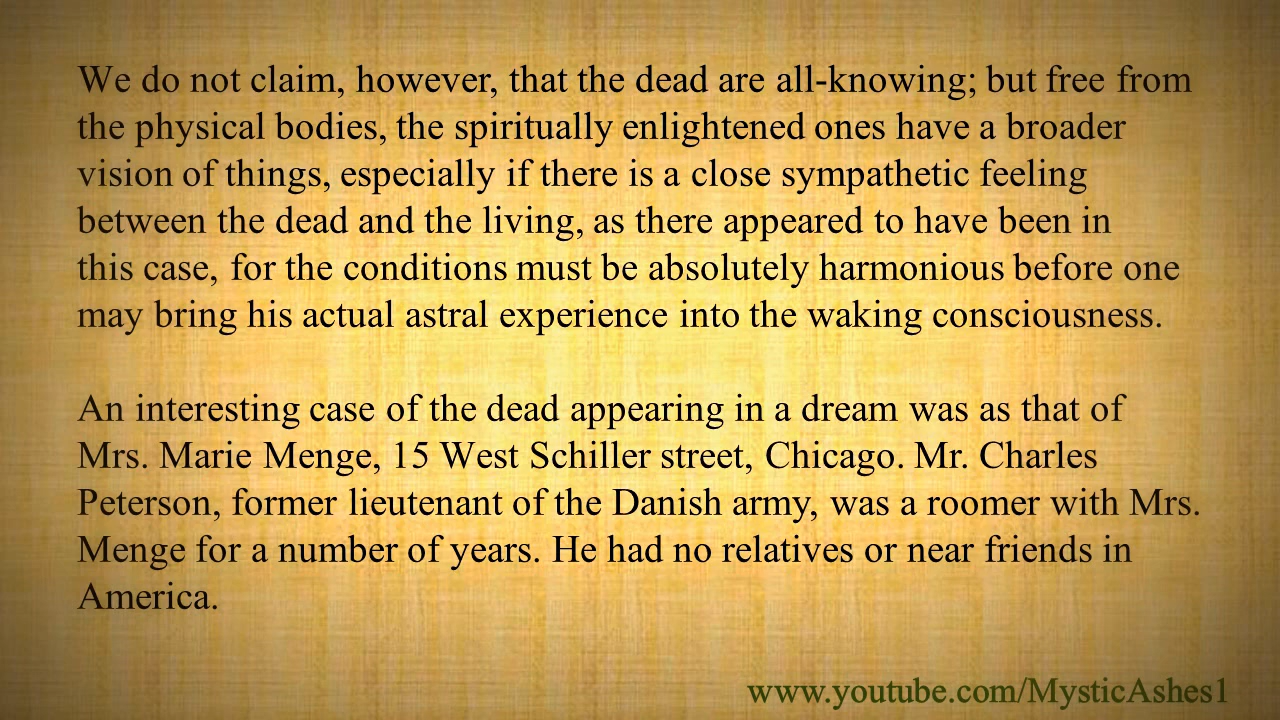 We do not claim, however, that the dead are all-knowing; but free from
the physical bodies, the spiritually enlightened ones have a broader
vision of things, especially if there is a close sympathetic feeling
between the dead and the living, as there appeared to have been in
this case, for the conditions must be absolutely harmonious before one
may bring his actual astral experience into the waking consciousness.
An interesting case of the dead appearing in a dream was as that of
Mrs. Marie Menge, 15 West Schiller street, Chicago. Mr. Charles
Peterson, former lieutenant of the Danish army, was a roomer with Mrs.
Menge for a number of years. He had no relatives or near friends in
America.
www.youtube.com/MysticAshes1